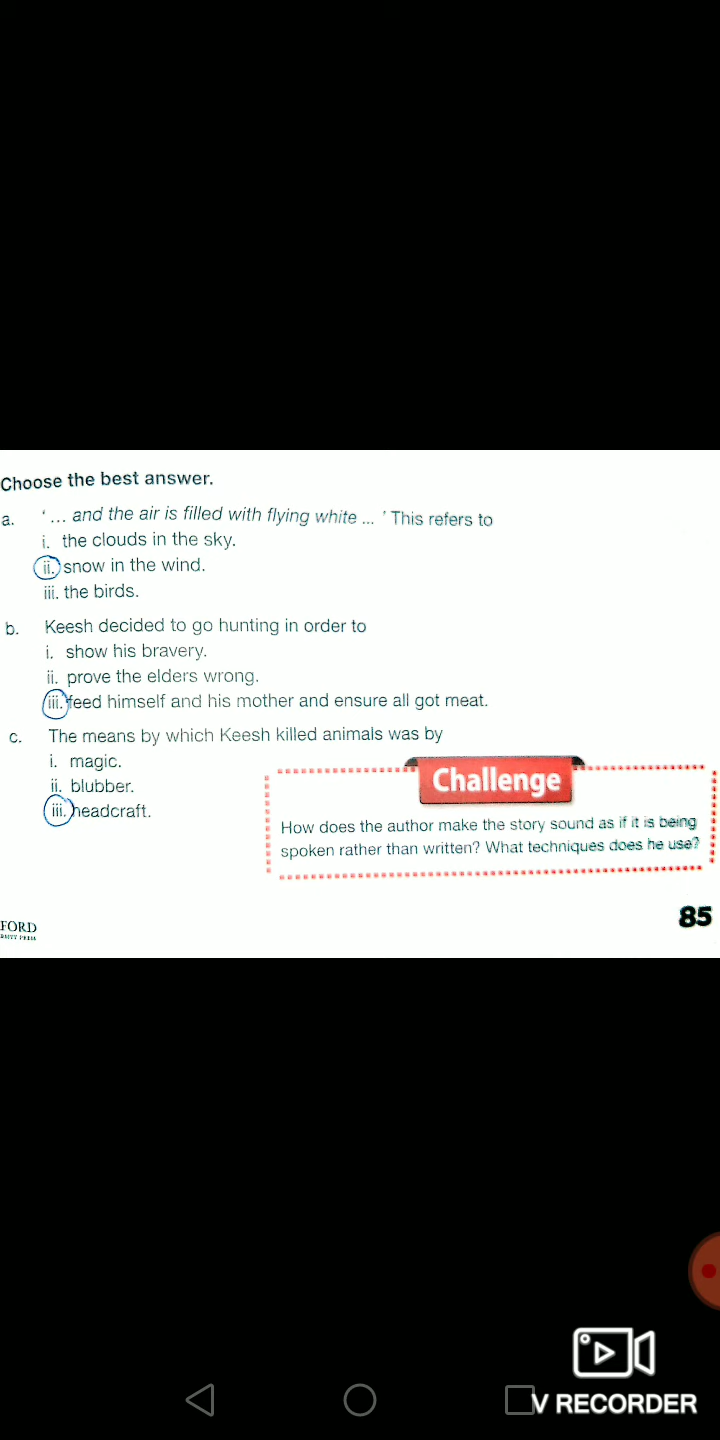 Choose the best answer.
a. ‘ ... and the air is filled with flying white ... ’ This refers to
i. the clouds in the sky.
ii. snow in the wind.
iii. the birds.
b. Keesh decided to go hunting in order to
i. show his bravery.
ii. prove the elders wrong.
iii. feed himself and his mother and ensure all got meat.
c. The means by which Keesh killed animals was by
i. magic.
ii. blubber.
iii. headcraft.
Challenge
How does the author make the story sound as if it is being
spoken rather than written? What techniques does he use?
FORD
85
V RECORDER